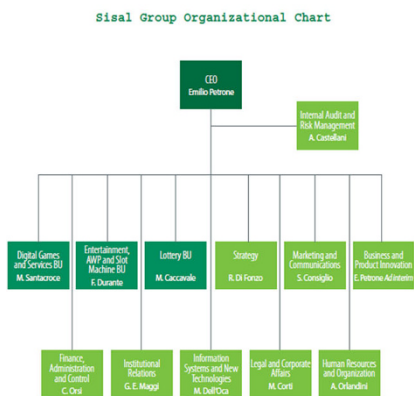 Sisal Group Organizational Chart
CEO
Emilio Petrone
Internal Audit and
Risk Management
A. Castellani
Digital Games
and Services BU
M. Santacroce
Entertainment,
AWP and Slot
Machine BU
F. Durante
Lottery BU
M. Caccavale
Strategy
R. Di Fonzo
Marketing and
Communications
S. Consiglio
Business and
Product Innovation
E. Petrone Ad interim
Finance,
Administration
and Control
C. Orsi
Institutional
Relations
G. E. Maggi
Information
Systems and New
Technologies
M. Dell'Oca
Legal and Corporate
Affairs
M. Corti
Human Resources
and Organization
A. Orlandini